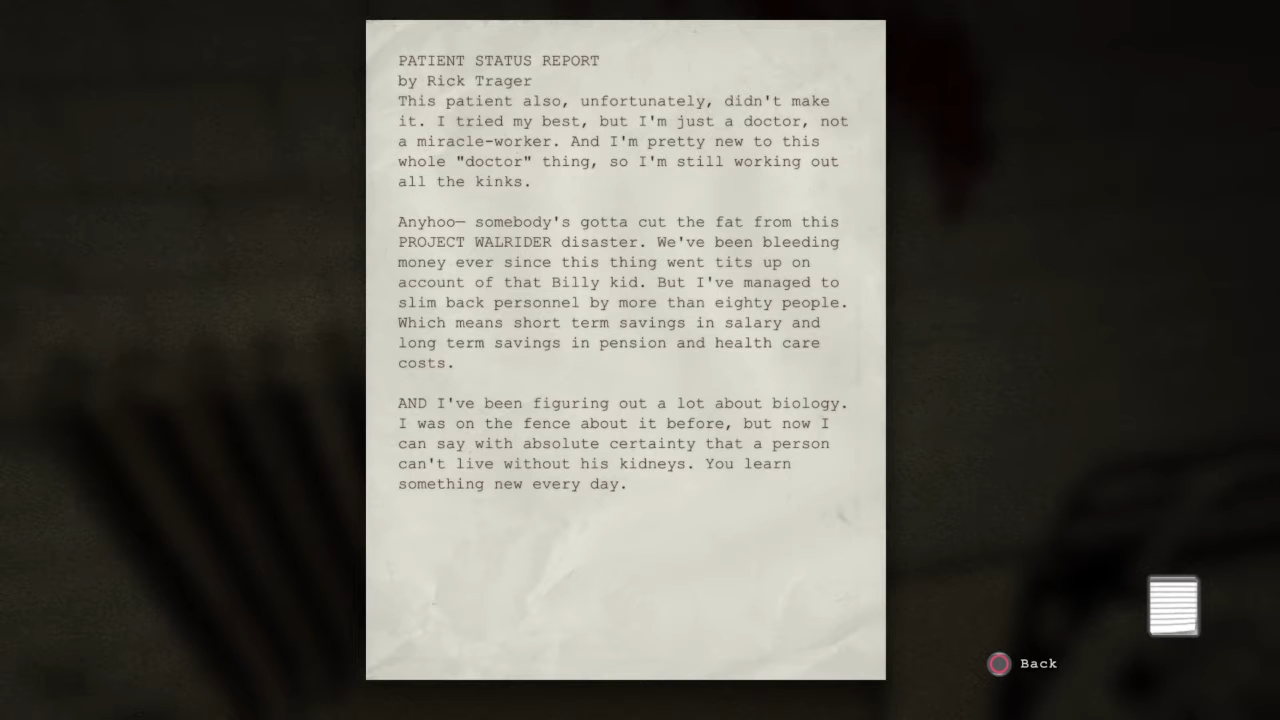 PATIENT STATUS REPORT
by Rick Trager
This patient also, unfortunately, didn't make
it. I tried my best, but I'm just a doctor, not
a miracle-worker. And I'm pretty new to this
whole "doctor" thing, so I'm still working out
all the kinks.
Anyhoo— somebody's gotta cut the fat from this
PROJECT WALRIDER disaster. We've been bleeding
money ever since this thing went tits up on
account of that Billy kid. But I've managed to
slim back personnel by more than eighty people.
Which means short term savings in salary and
long term savings in pension and health care
costs.
AND I've been figuring out a lot about biology.
I was on the fence about it before, but now I
can say with absolute certainty that a person
can't live without his kidneys. You learn
something new every day.
Back